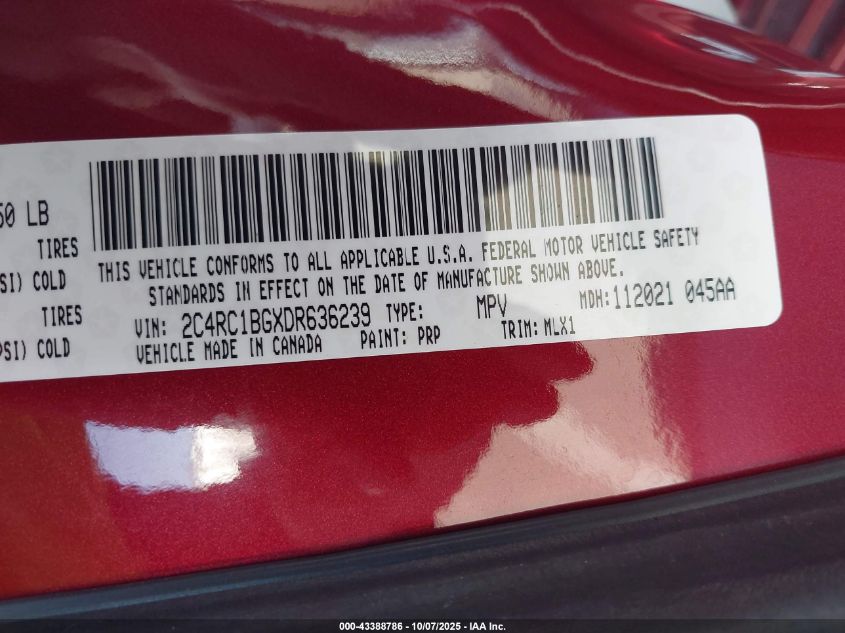 50 LB
TIRES
SI) COLD
TIRES
PSI) COLD
THIS VEHICLE CONFORMS TO ALL APPLICABLE U.S.A. FEDERAL MOTOR VEHICLE SAFETY
STANDARDS IN EFFECT ON THE DATE OF MANUFACTURE SHOWN ABOVE.
VIN: 2C4RC1BGXDR636239 TYPE: MPV MDH:112021 045AA
VEHICLE MADE IN CANADA PAINT: PRP TRIM: MLX1
000-43388786 - 10/07/2025 - IAA Inc.